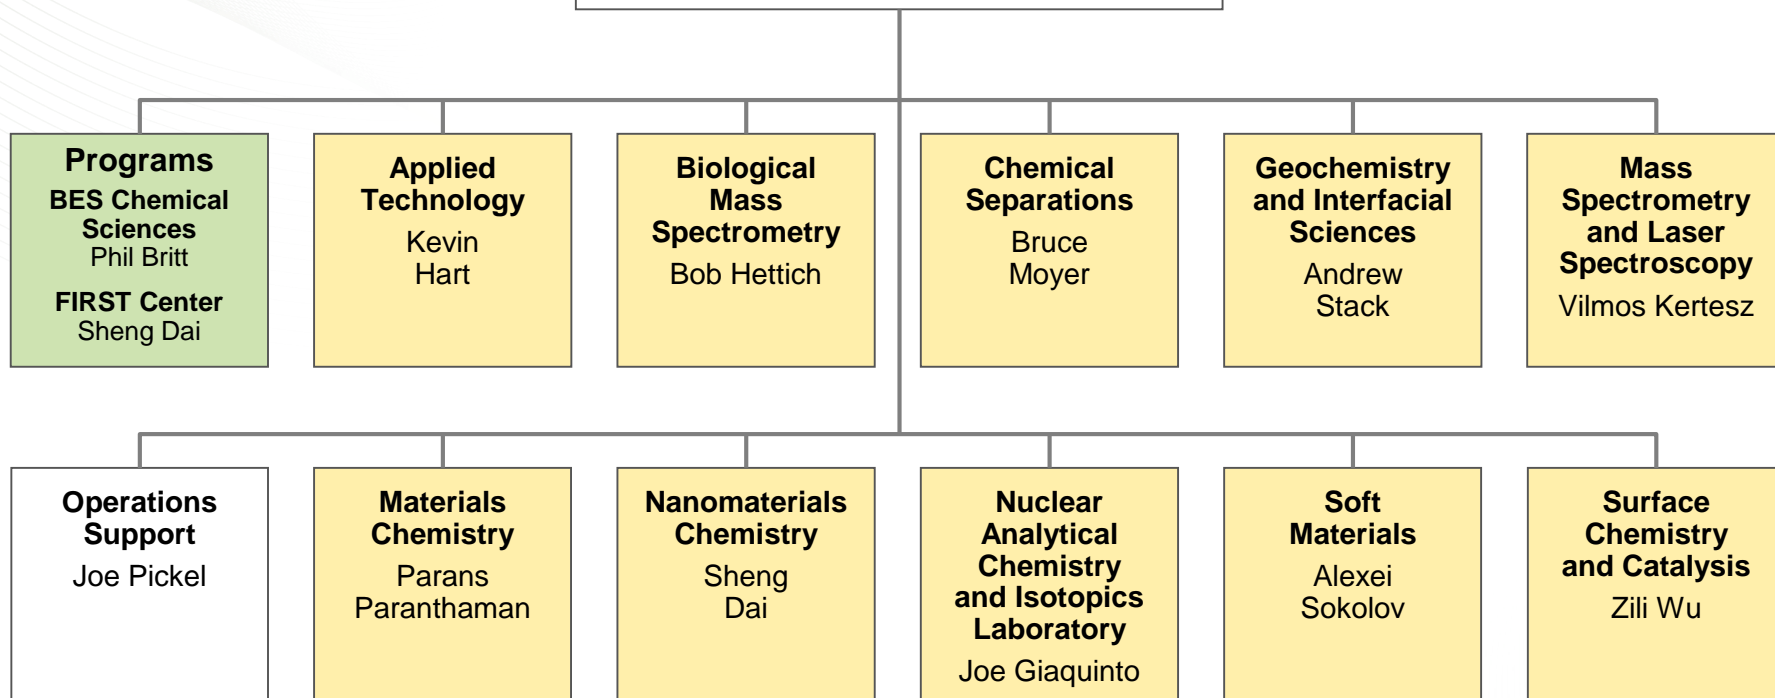 Programs
BES Chemical
Sciences
Phil Britt
FIRST Center
Sheng Dai
Applied
Technology
Kevin
Hart
Biological
Mass
Spectrometry
Bob Hettich
Chemical
Separations
Bruce
Moyer
Geochemistry
and Interfacial
Sciences
Andrew
Stack
Mass
Spectrometry
and Laser
Spectroscopy
Vilmos Kertesz
Operations
Support
Joe Pickel
Materials
Chemistry
Parans
Paranthaman
Nanomaterials
Chemistry
Sheng
Dai
Nuclear
Analytical
Chemistry
and Isotopics
Laboratory
Joe Giaquinto
Soft
Materials
Alexei
Sokolov
Surface
Chemistry
and Catalysis
Zili Wu